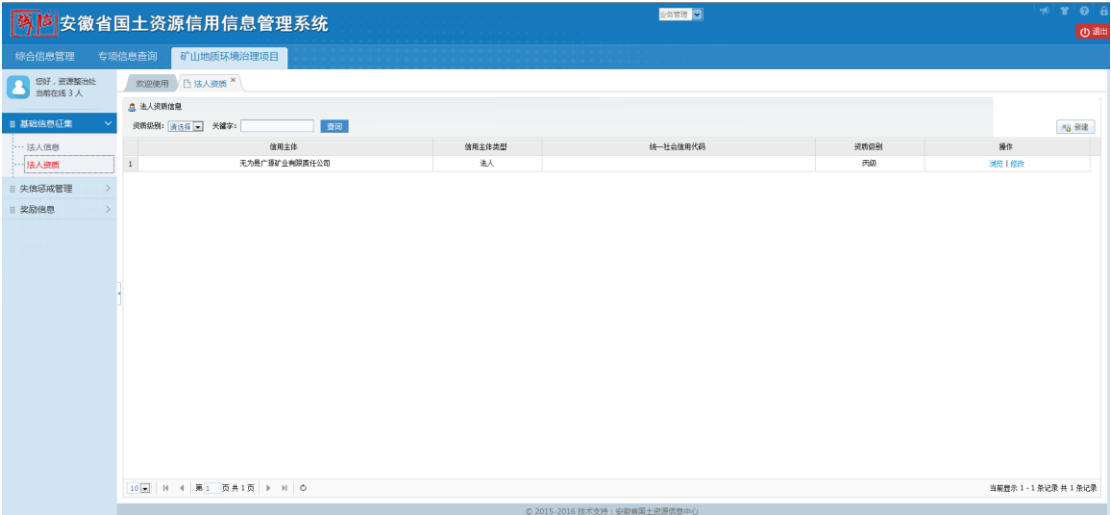 诚信 安徽省国土资源信用信息管理系统 业务管理
退出
综合信息管理 专项信息查询 矿山地质环境治理项目
您好，资源整治处
当前在线 3 人
欢迎使用 法人资质 ×
法人资质信息
基础信息征集
资质级别: 请选择 关键字: 查询 新建
法人信息
信用主体 信用主体类型 统一社会信用代码 资质级别 操作
法人资质
1 无为县广源矿业有限责任公司 法人 丙级 浏览 | 修改
失信惩戒管理
奖励信息
10 第 1 页共1页 当前显示 1 - 1 条记录 共 1 条记录
© 2015-2016 技术支持：安徽省国土资源信息中心